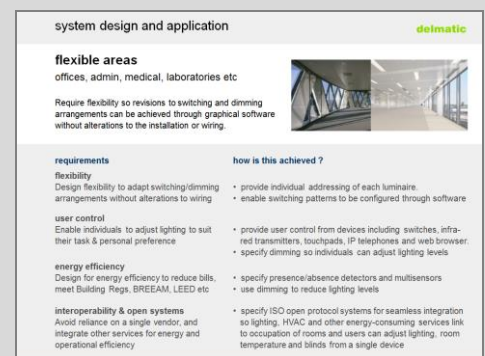 system design and application
delmatic
flexible areas
offices, admin, medical, laboratories etc
Require flexibility so revisions to switching and dimming
arrangements can be achieved through graphical software
without alterations to the installation or wiring.
requirements
how is this achieved ?
flexibility
Design flexibility to adapt switching/dimming
arrangements without alterations to wiring
• provide individual addressing of each luminaire.
• enable switching patterns to be configured through software
user control
Enable individuals to adjust lighting to suit
their task & personal preference
• provide user control from devices including switches, infra-
red transmitters, touchpads, IP telephones and web browser.
• specify dimming so individuals can adjust lighting levels
energy efficiency
Design for energy efficiency to reduce bills,
meet Building Regs, BREEAM, LEED etc
• specify presence/absence detectors and multisensors
• use dimming to reduce lighting levels
interoperability & open systems
Avoid reliance on a single vendor, and
integrate other services for energy and
operational efficiency
• specify ISO open protocol systems for seamless integration
so lighting, HVAC and other energy-consuming services link
to occupation of rooms and users can adjust lighting, room
temperature and blinds from a single device